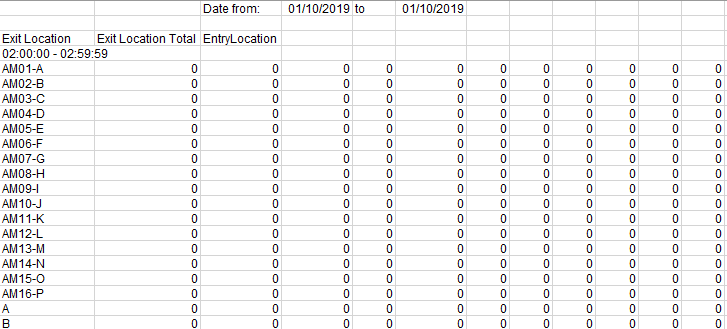 Date from: 01/10/2019 to 01/10/2019
Exit Location Exit Location Total EntryLocation
02:00:00 - 02:59:59
AM01-A 0 0 0 0 0 0 0 0 0 0 0
AM02-B 0 0 0 0 0 0 0 0 0 0 0
AM03-C 0 0 0 0 0 0 0 0 0 0 0
AM04-D 0 0 0 0 0 0 0 0 0 0 0
AM05-E 0 0 0 0 0 0 0 0 0 0 0
AM06-F 0 0 0 0 0 0 0 0 0 0 0
AM07-G 0 0 0 0 0 0 0 0 0 0 0
AM08-H 0 0 0 0 0 0 0 0 0 0 0
AM09-I 0 0 0 0 0 0 0 0 0 0 0
AM10-J 0 0 0 0 0 0 0 0 0 0 0
AM11-K 0 0 0 0 0 0 0 0 0 0 0
AM12-L 0 0 0 0 0 0 0 0 0 0 0
AM13-M 0 0 0 0 0 0 0 0 0 0 0
AM14-N 0 0 0 0 0 0 0 0 0 0 0
AM15-O 0 0 0 0 0 0 0 0 0 0 0
AM16-P 0 0 0 0 0 0 0 0 0 0 0
A 0 0 0 0 0 0 0 0 0 0 0
B 0 0 0 0 0 0 0 0 0 0 0